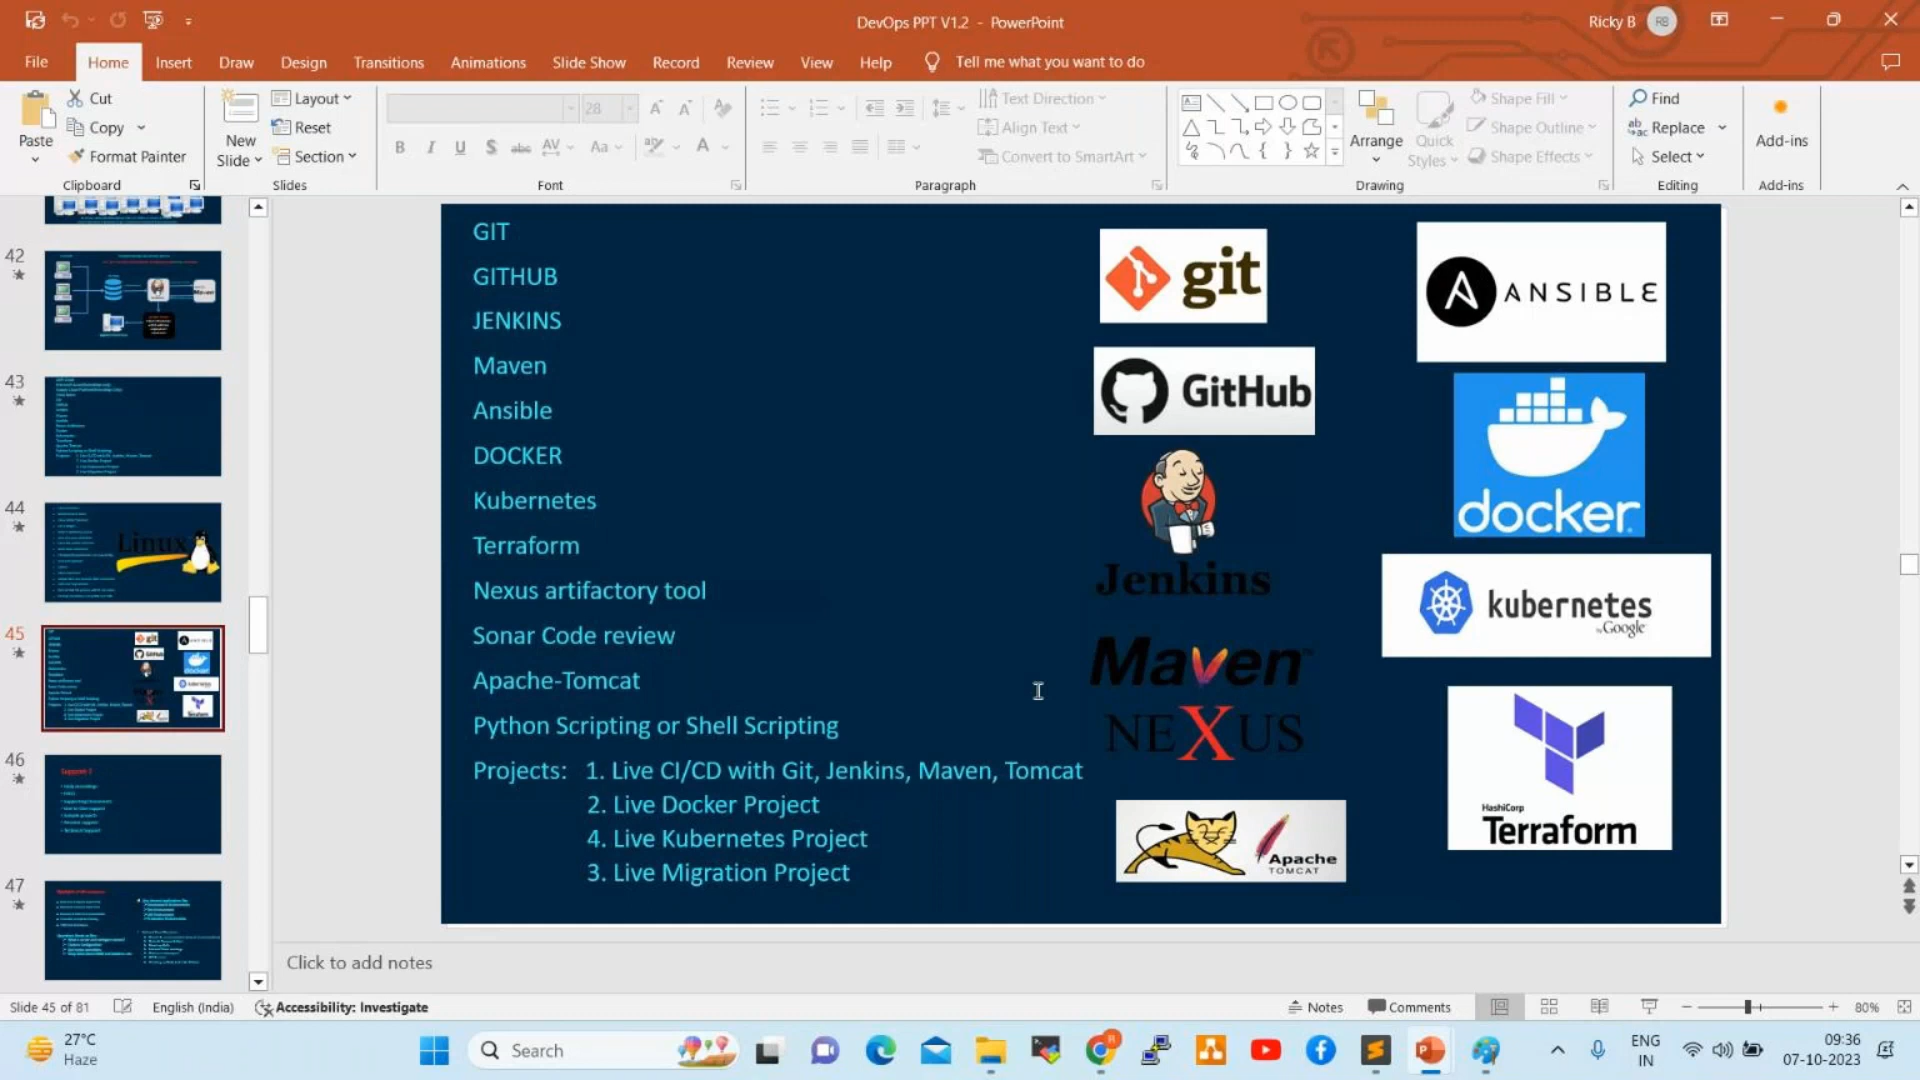 DevOps PPT V1.2 - PowerPoint
Ricky B
RB
File
Home
Insert
Draw
Design
Transitions
Animations
Slide Show
Record
Review
View
Help
Tell me what you want to do
Paste
Cut
Copy
Format Painter
Clipboard
New
Slide
Layout
Reset
Section
Slides
28
Font
Text Direction
Align Text
Convert to SmartArt
Paragraph
Arrange
Quick
Styles
Shape Fill
Shape Outline
Shape Effects
Drawing
Find
Replace
Select
Editing
Add-ins
Add-ins
42
43
44
Linux
45
46
47
GIT
GITHUB
JENKINS
Maven
Ansible
DOCKER
Kubernetes
Terraform
Nexus artifactory tool
Sonar Code review
Apache-Tomcat
Python Scripting or Shell Scripting
Projects: 1. Live CI/CD with Git, Jenkins, Maven, Tomcat
2. Live Docker Project
4. Live Kubernetes Project
3. Live Migration Project
git
GitHub
Jenkins
Maven
NEXUS
Apache
TOMCAT
ANSIBLE
docker
kubernetes
by Google
HashiCorp
Terraform
Click to add notes
Slide 45 of 81
English (India)
Accessibility: Investigate
Notes
Comments
80%
27°C
Haze
Search
ENG
IN
09:36
07-10-2023